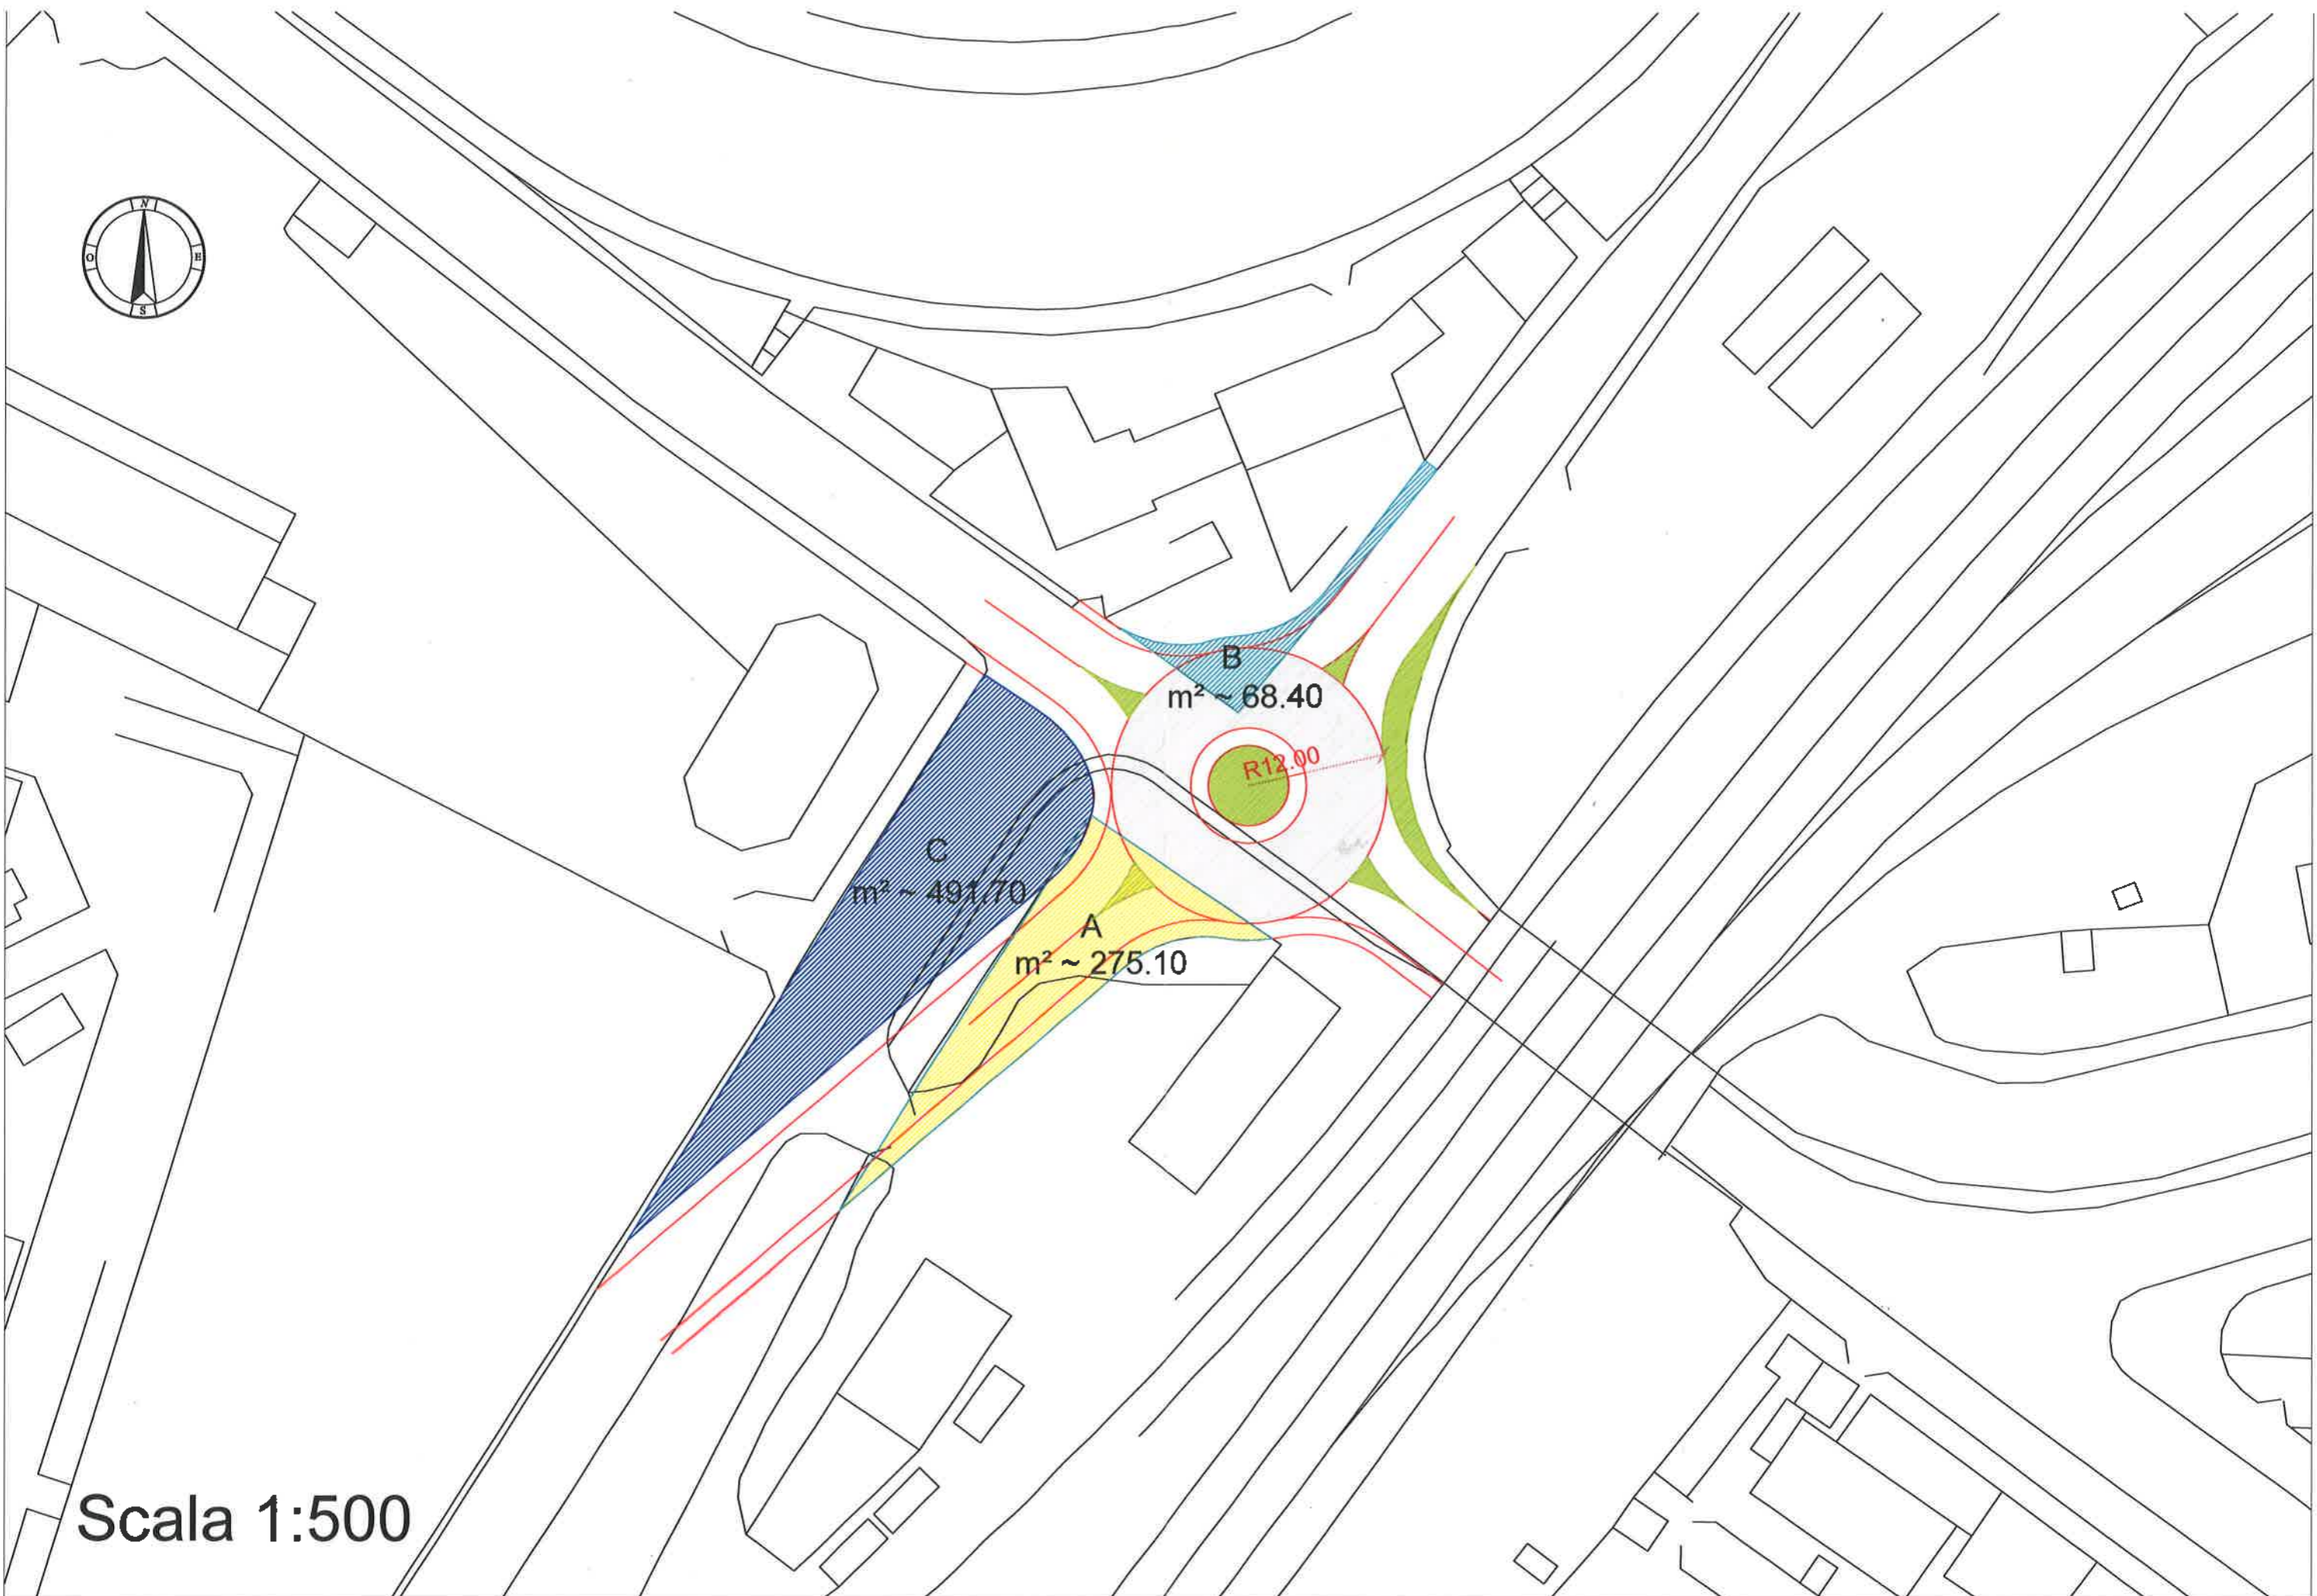 N
O
E
S
B
m² ~ 68.40
R12.00
C
m² ~ 491.70
A
m² ~ 275.10
Scala 1:500